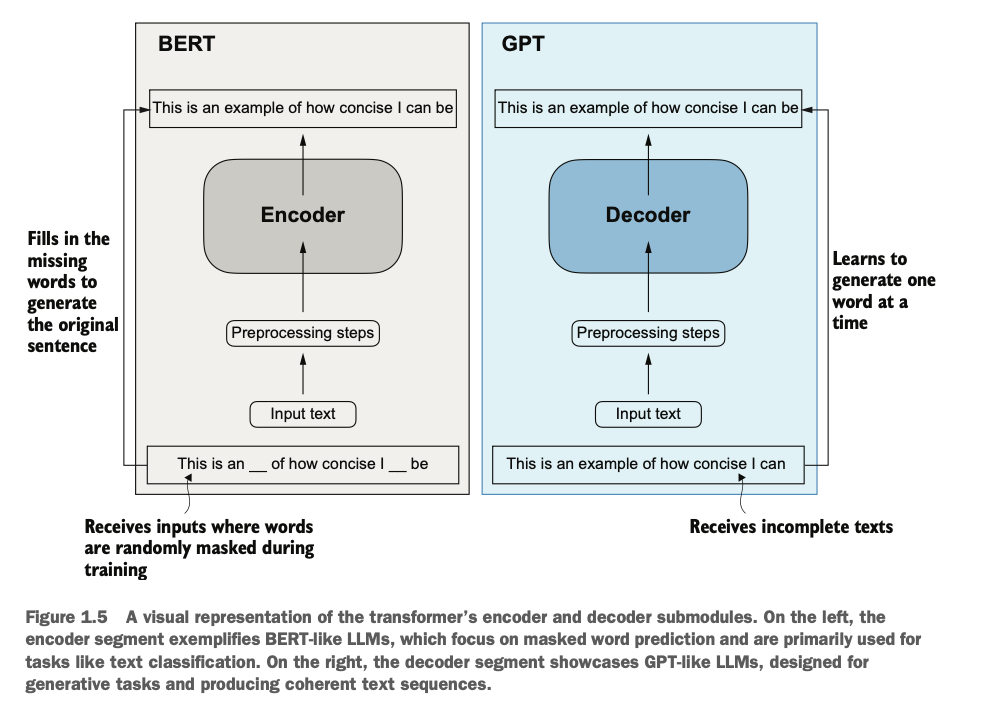 BERT
This is an example of how concise I can be
Encoder
Fills in the
missing
words to
generate
the original
sentence
Preprocessing steps
Input text
This is an __ of how concise I __ be
Receives inputs where words
are randomly masked during
training
GPT
This is an example of how concise I can be
Decoder
Learns to
generate one
word at a
time
Preprocessing steps
Input text
This is an example of how concise I can
Receives incomplete texts
Figure 1.5 A visual representation of the transformer’s encoder and decoder submodules. On the left, the
encoder segment exemplifies BERT-like LLMs, which focus on masked word prediction and are primarily used for
tasks like text classification. On the right, the decoder segment showcases GPT-like LLMs, designed for
generative tasks and producing coherent text sequences.